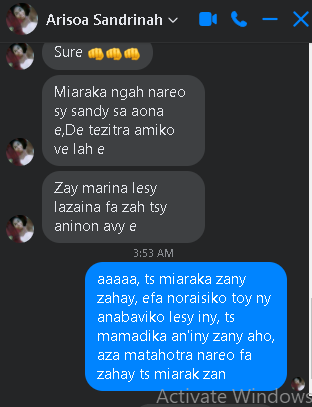 Arisoa Sandrinah
Sure 👊👊👊
Miaraka ngah nareo
sy sandy sa aona
e,De tezitra amiko
ve lah e
Zay marina lesy
lazaina fa zah tsy
aninon avy e
3:53 AM
aaaaa, ts miaraka zany
zahay, efa noraisiko toy ny
anabaviko lesy iny, ts
mamadika an'iny zany aho,
aza matahotra nareo fa
zahay ts miarak zan
Activate Windows